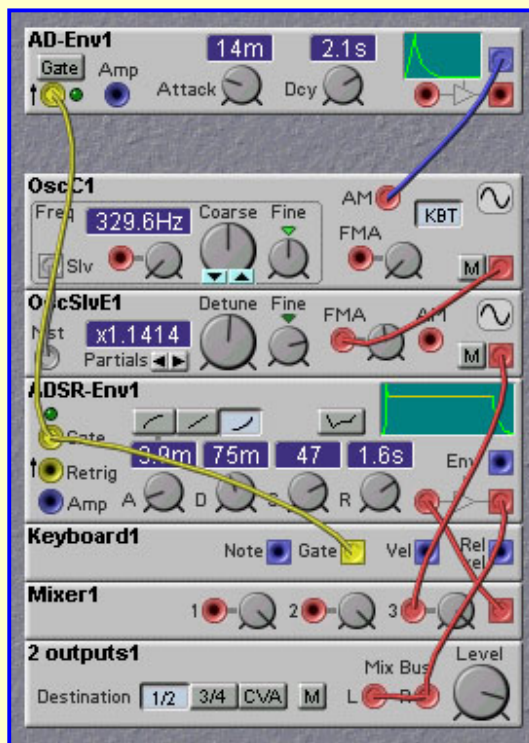 AD-Env1
Gate
Amp
14m
2.1s
Attack
Dcy
OscC1
Freq
329.6Hz
Coarse
Fine
AM
KBT
FMA
Slv
M
OscSlvE1
Mst
x1.1414
Detune
Fine
FMA
AM
Partials
M
ADSR-Env1
Gate
3.9m
75m
47
1.6s
Env
Retrig
Amp
A
D
S
R
Keyboard1
Note
Gate
Vel
Rel
Vel
Mixer1
1
2
3
2 outputs1
Mix Bus
Level
Destination
1/2
3/4
CVA
M
L
R